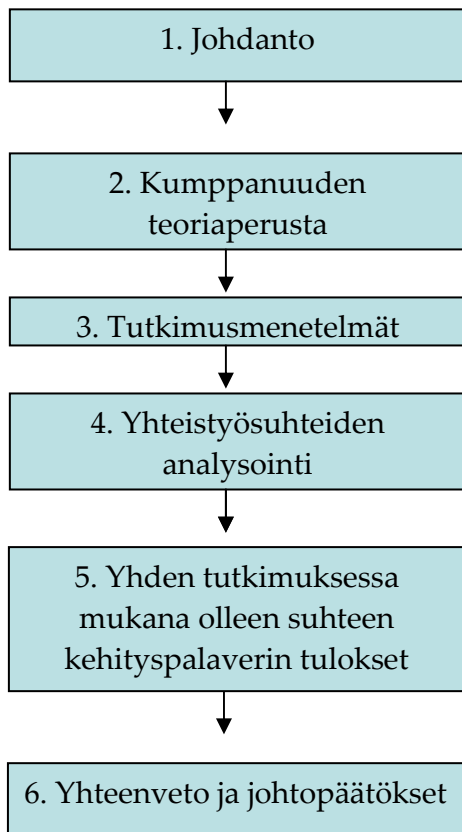 1. Johdanto
2. Kumppanuuden
teoriaperusta
3. Tutkimusmenetelmät
4. Yhteistyösuhteiden
analysointi
5. Yhden tutkimuksessa
mukana olleen suhteen
kehityspalaverin tulokset
6. Yhteenveto ja johtopäätökset